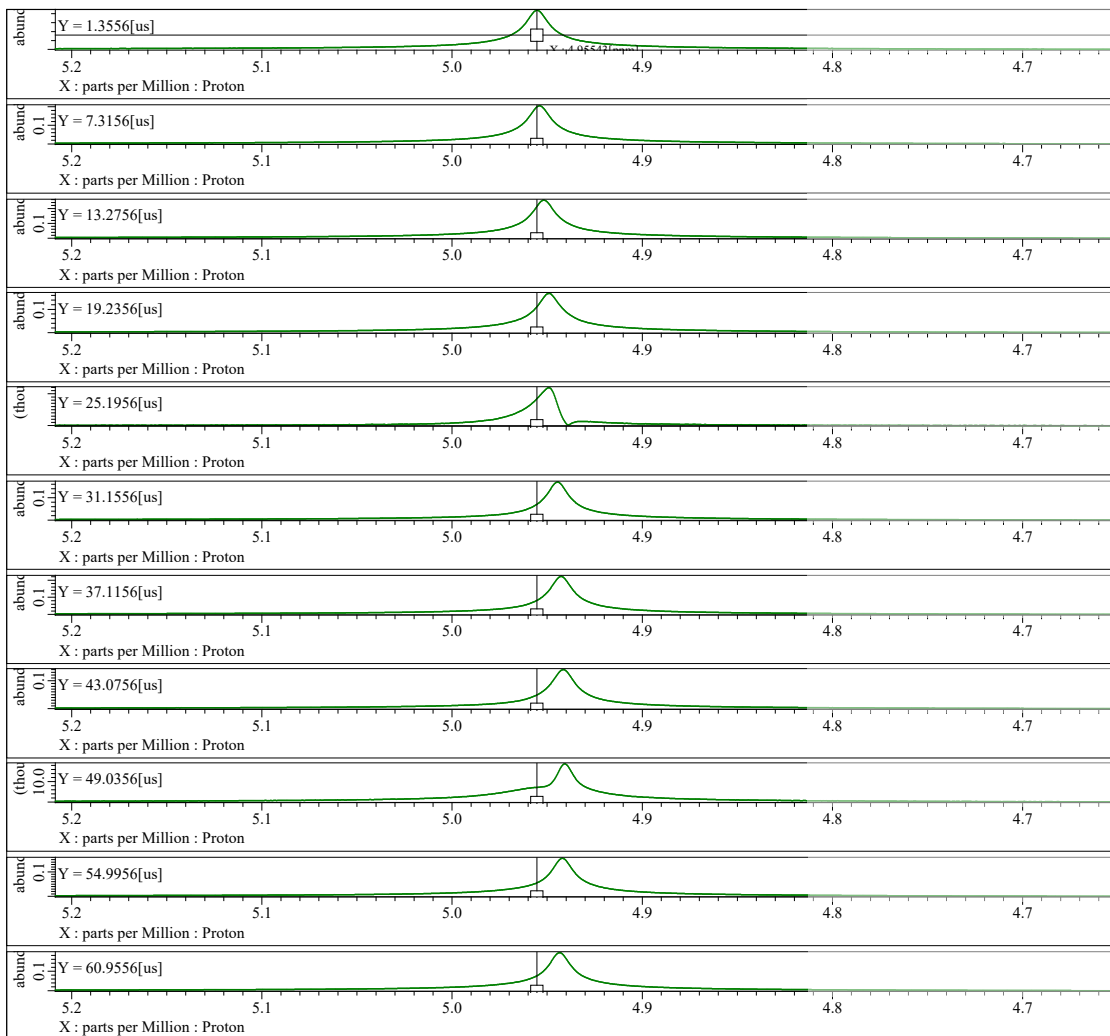 abund
Y = 1.3556[us]
5.2 5.1 5.0 4.9 4.8 4.7
X : parts per Million : Proton
abund
0.1
Y = 7.3156[us]
5.2 5.1 5.0 4.9 4.8 4.7
X : parts per Million : Proton
abund
0.1
Y = 13.2756[us]
5.2 5.1 5.0 4.9 4.8 4.7
X : parts per Million : Proton
abund
0.1
Y = 19.2356[us]
5.2 5.1 5.0 4.9 4.8 4.7
X : parts per Million : Proton
(thou
Y = 25.1956[us]
5.2 5.1 5.0 4.9 4.8 4.7
X : parts per Million : Proton
abund
0.1
Y = 31.1556[us]
5.2 5.1 5.0 4.9 4.8 4.7
X : parts per Million : Proton
abund
0.1
Y = 37.1156[us]
5.2 5.1 5.0 4.9 4.8 4.7
X : parts per Million : Proton
abund
0.1
Y = 43.0756[us]
5.2 5.1 5.0 4.9 4.8 4.7
X : parts per Million : Proton
(thou
10.0
Y = 49.0356[us]
5.2 5.1 5.0 4.9 4.8 4.7
X : parts per Million : Proton
abund
0.1
Y = 54.9956[us]
5.2 5.1 5.0 4.9 4.8 4.7
X : parts per Million : Proton
abund
0.1
Y = 60.9556[us]
5.2 5.1 5.0 4.9 4.8 4.7
X : parts per Million : Proton